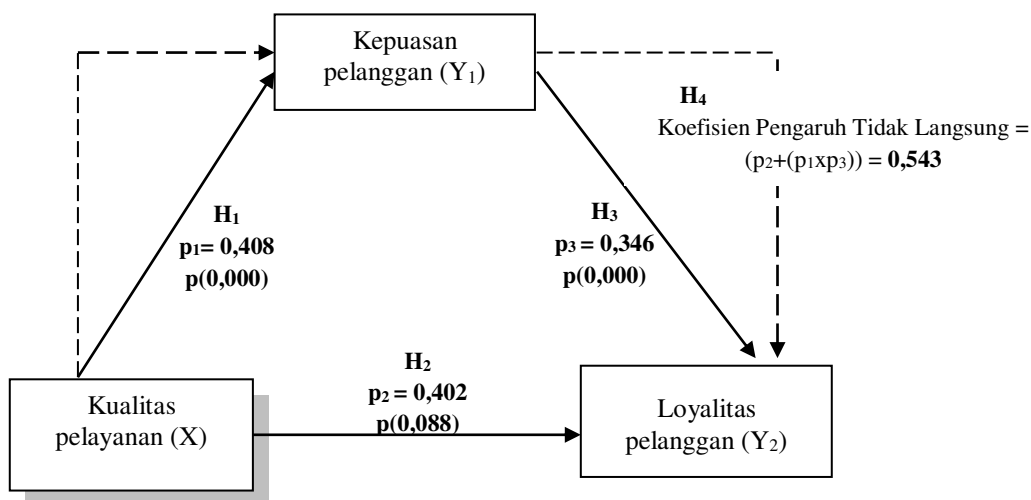 Kepuasan
pelanggan (Y₁)
H₄
Koefisien Pengaruh Tidak Langsung =
(p₂+(p₁xp₃)) = 0,543
H₁
p₁= 0,408
p(0,000)
H₃
p₃ = 0,346
p(0,000)
H₂
p₂ = 0,402
p(0,088)
Kualitas
pelayanan (X)
Loyalitas
pelanggan (Y₂)